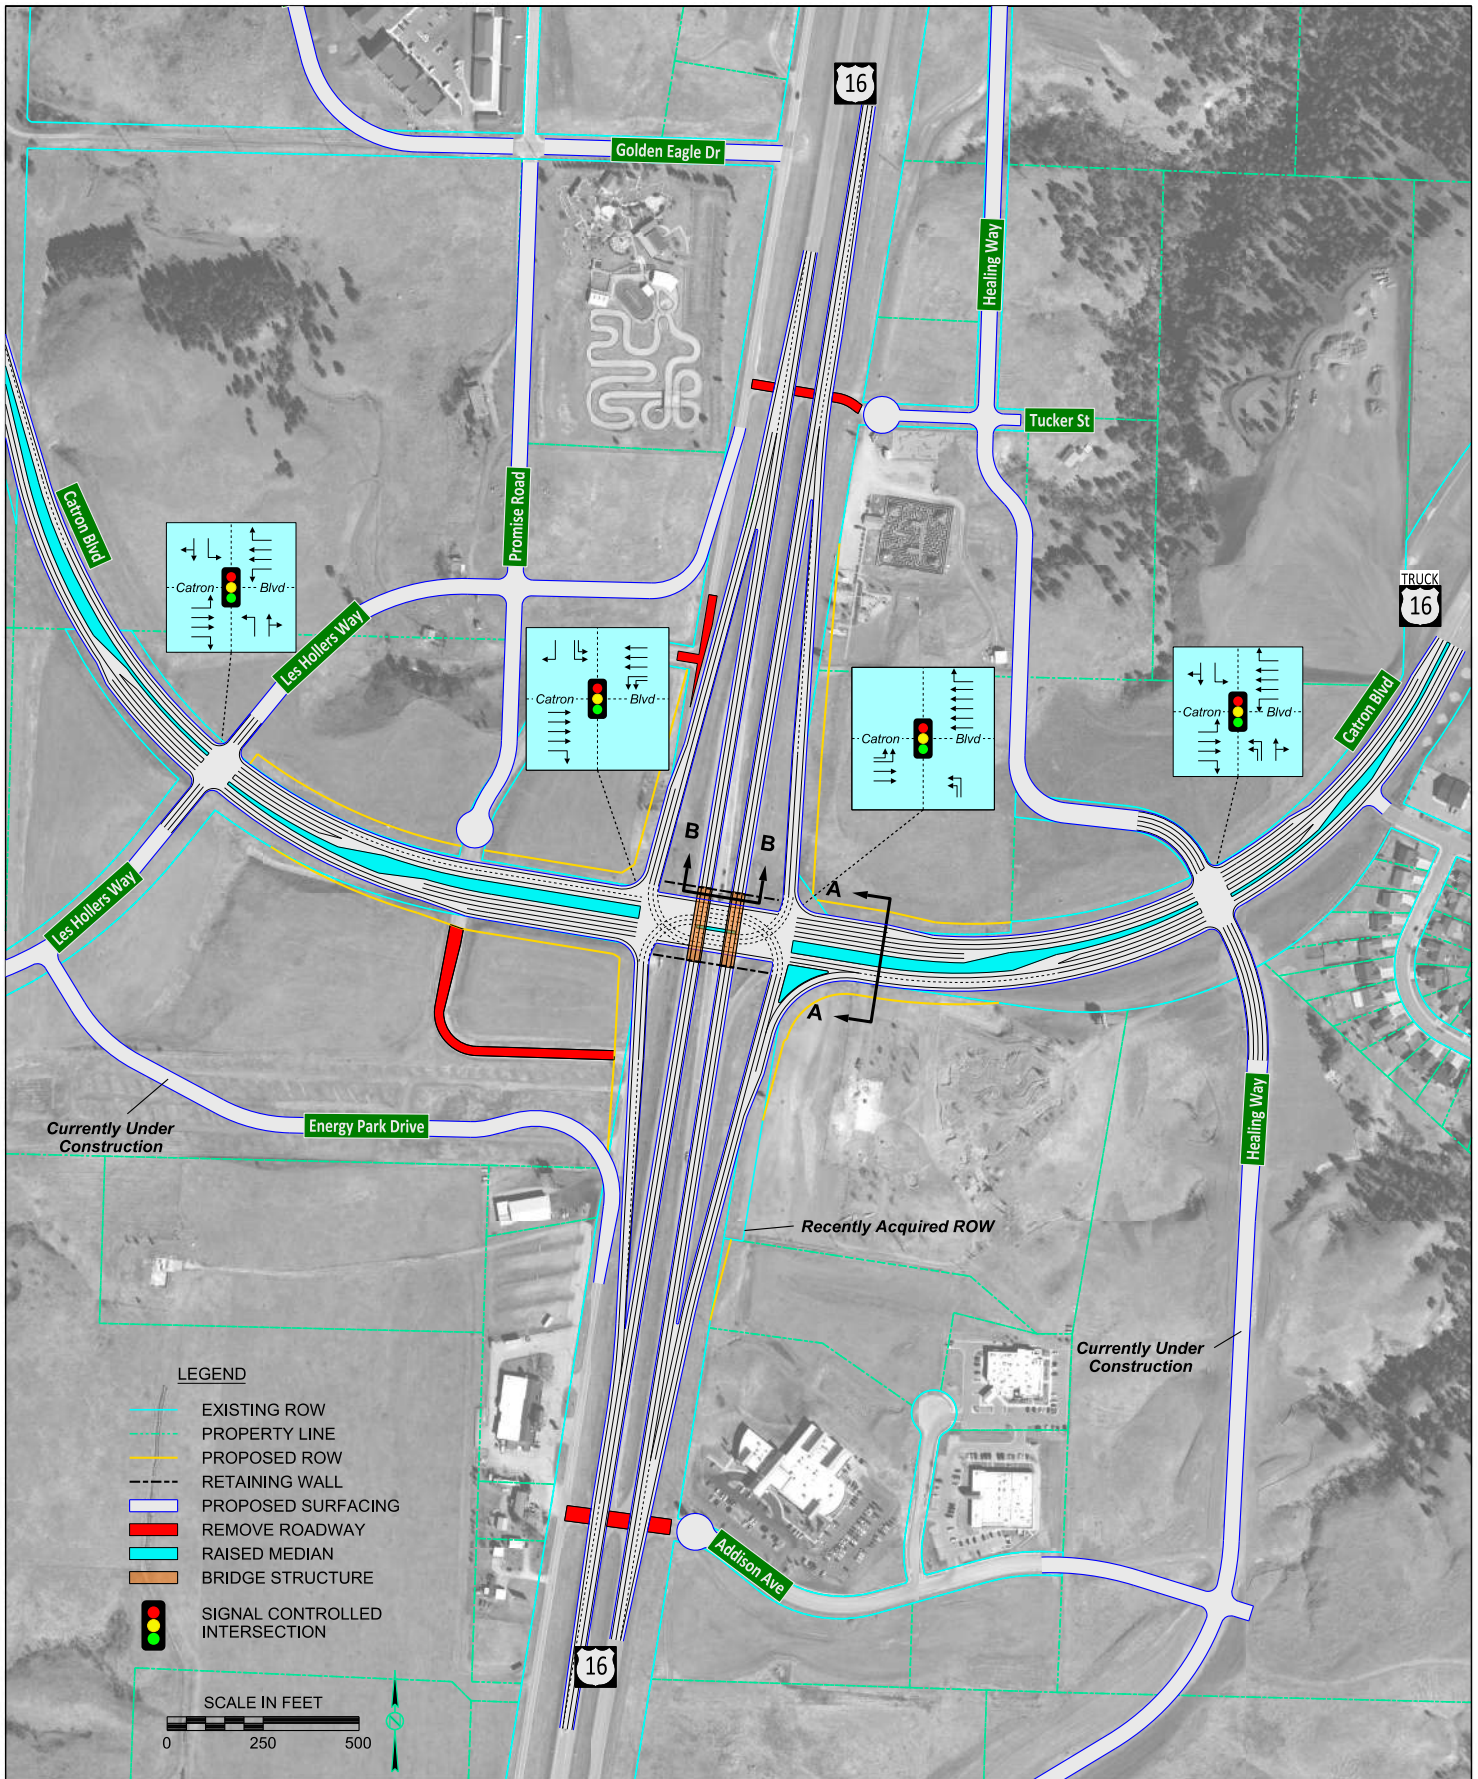 16
Golden Eagle Dr
Healing Way
Tucker St
Catron Blvd
Promise Road
Catron Blvd
TRUCK
16
Les Hollers Way
Catron Blvd
Catron Blvd
Catron Blvd
Catron Blvd
B
B
A
Les Hollers Way
A
Currently Under
Construction
Energy Park Drive
Healing Way
Recently Acquired ROW
Currently Under
Construction
LEGEND
EXISTING ROW
PROPERTY LINE
PROPOSED ROW
RETAINING WALL
PROPOSED SURFACING
REMOVE ROADWAY
RAISED MEDIAN
BRIDGE STRUCTURE
SIGNAL CONTROLLED
INTERSECTION
Addison Ave
16
SCALE IN FEET
0 250 500